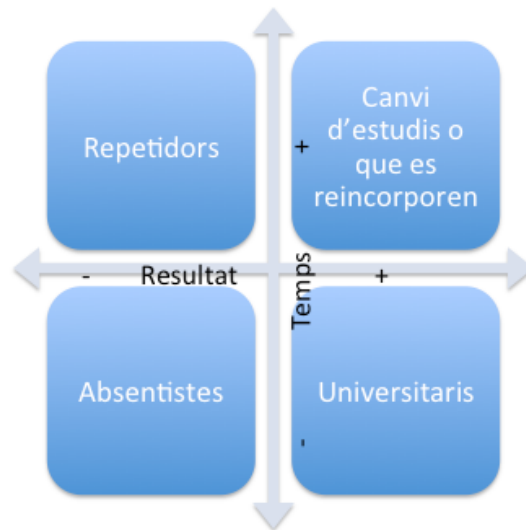 Repetidors
Canvi
d'estudis o
que es
reincorporen
+
- Resultat
Temps
+
Absentistes
Universitaris
-